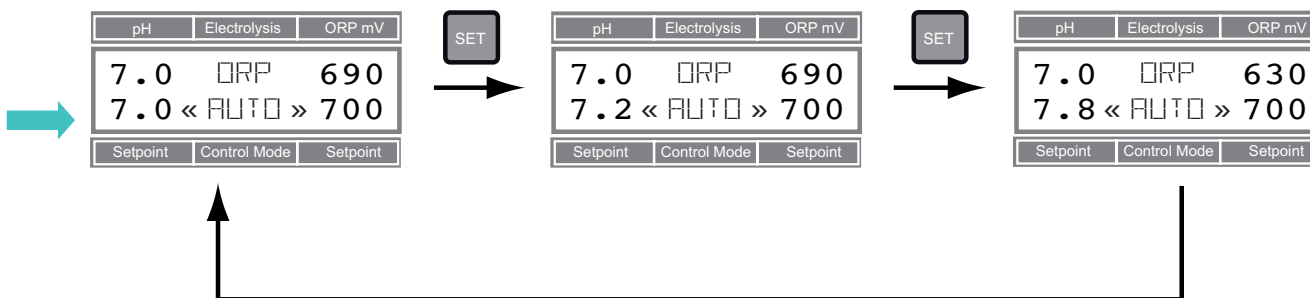 pH Electrolysis ORP mV
7.0 ORP 690
7.0 « AUTO » 700
Setpoint Control Mode Setpoint
SET
pH Electrolysis ORP mV
7.0 ORP 690
7.2 « AUTO » 700
Setpoint Control Mode Setpoint
SET
pH Electrolysis ORP mV
7.0 ORP 630
7.8 « AUTO » 700
Setpoint Control Mode Setpoint